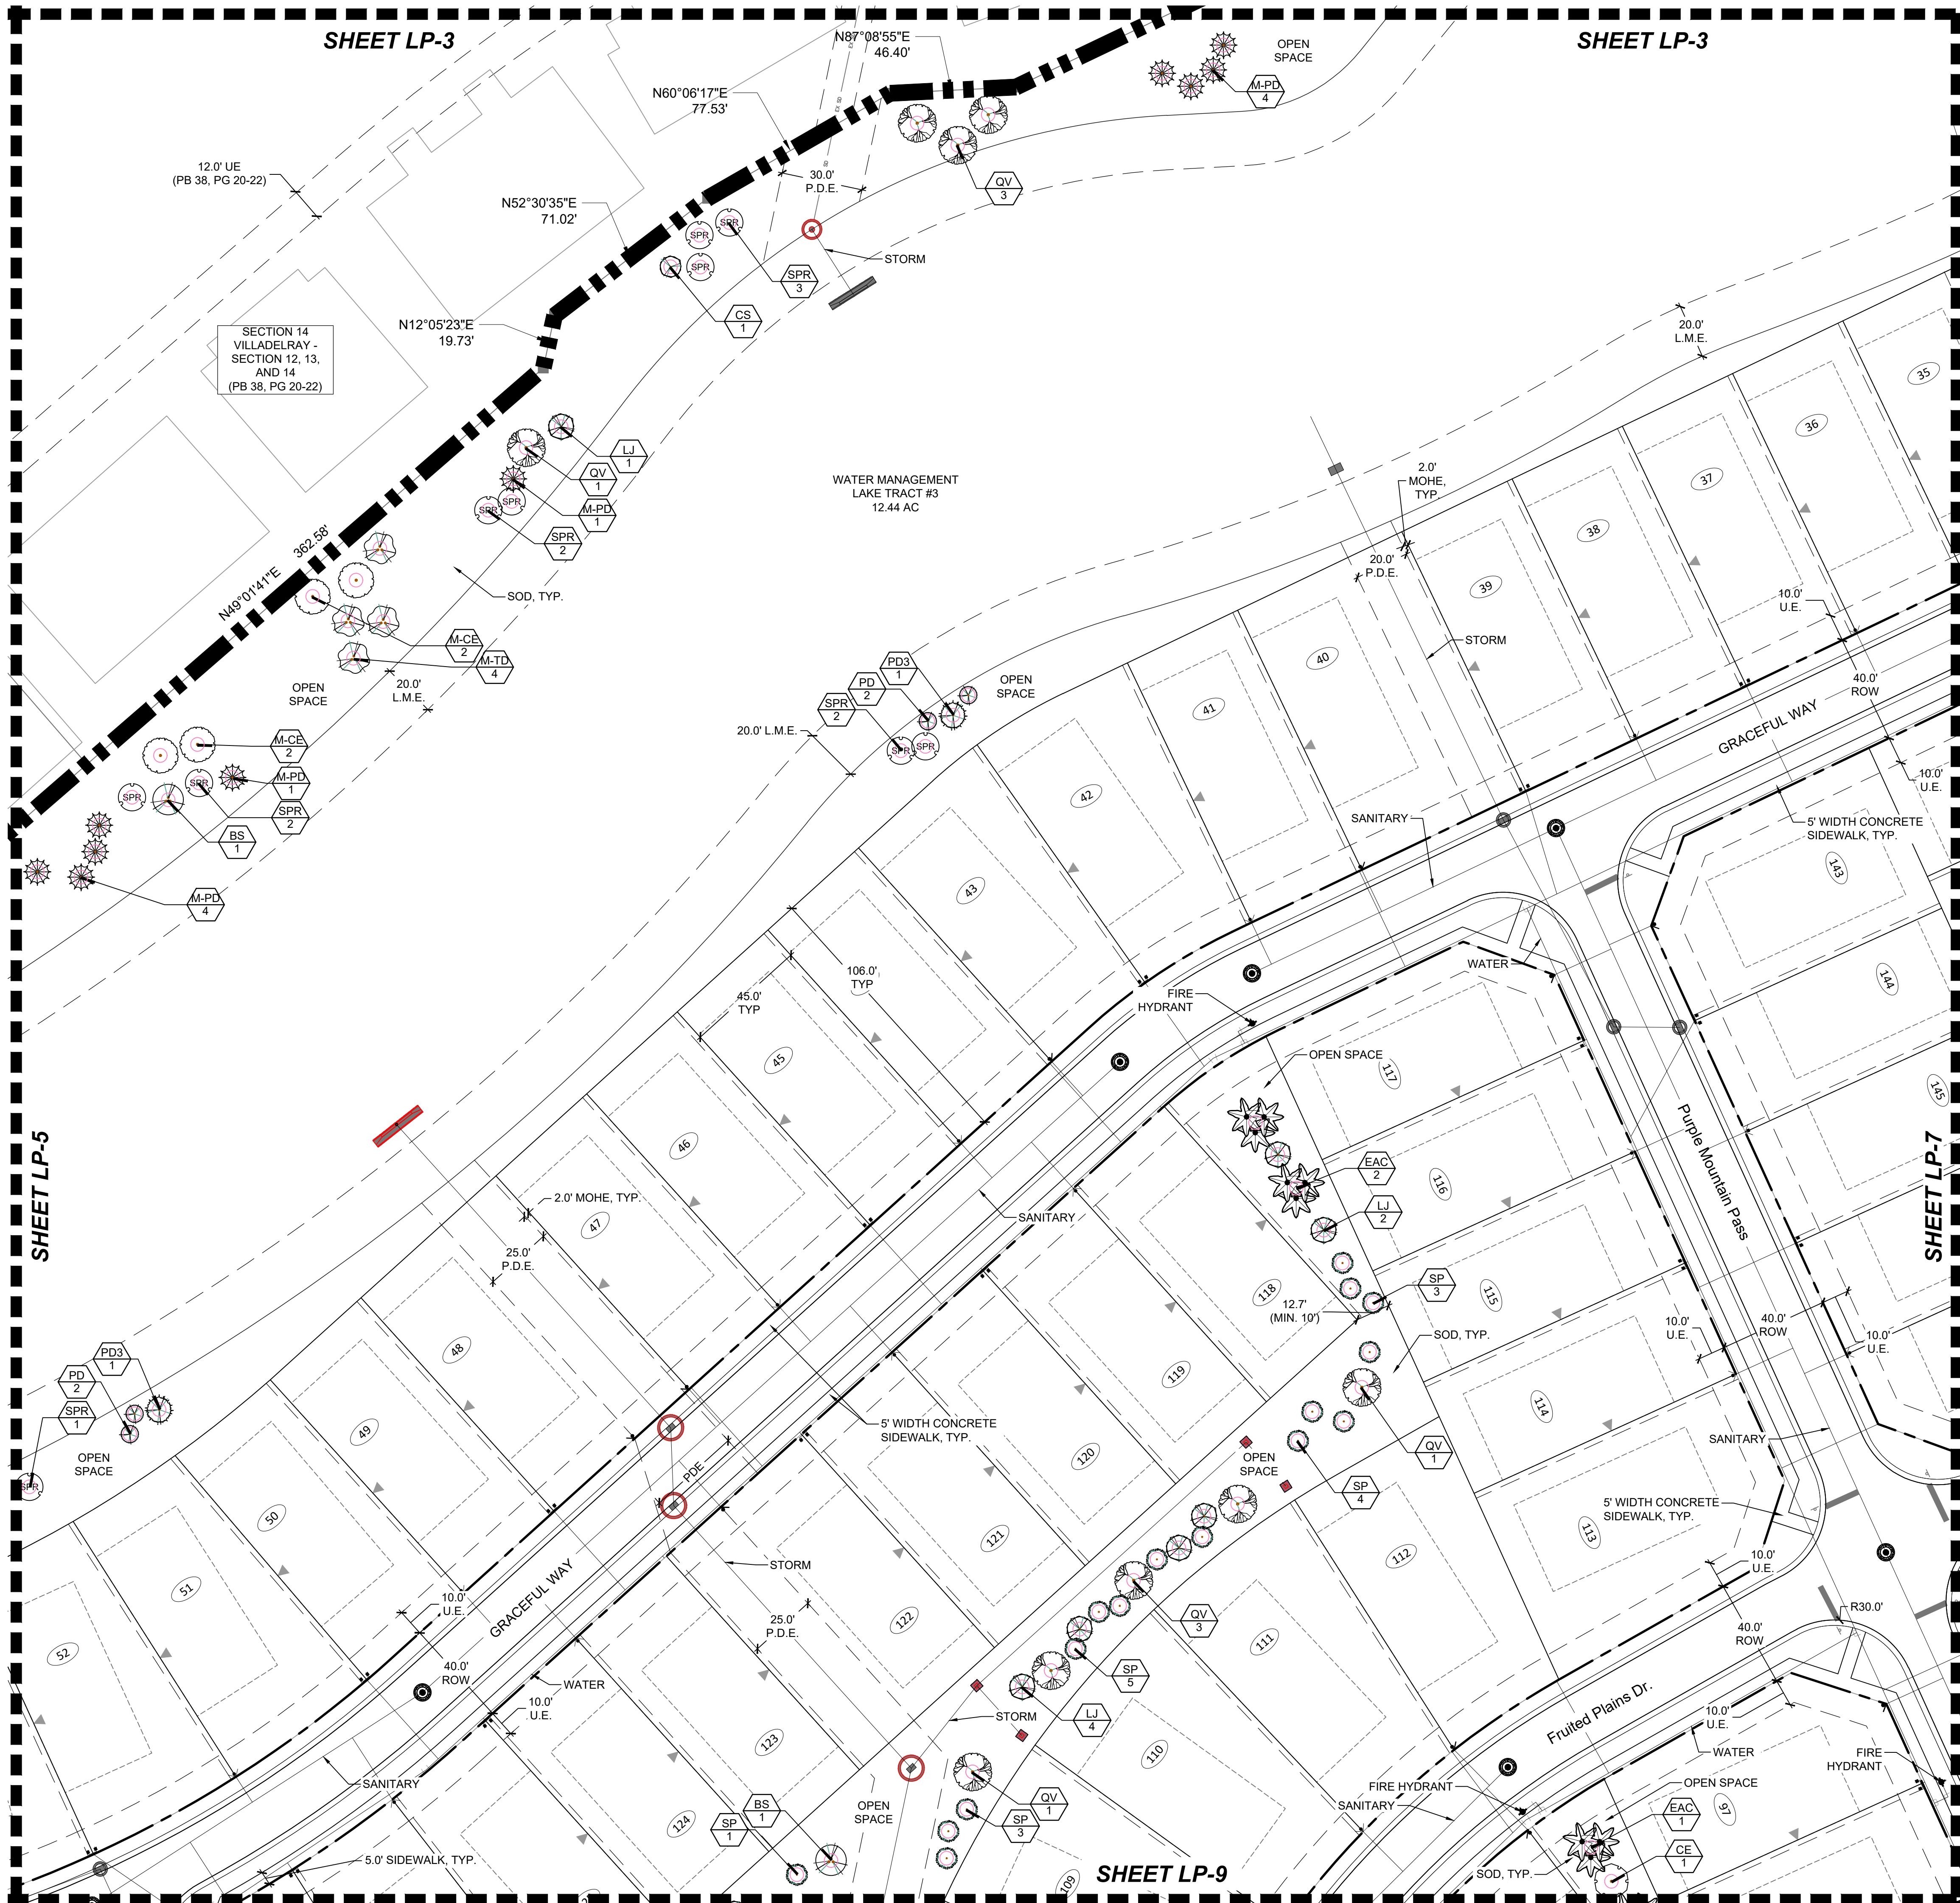 SHEET LP-3
SHEET LP-3
N87°08'55"E
46.40'
OPEN
SPACE
M-PD
4
N60°06'17"E
77.53'
EX SD
EX SD
SD
12.0' UE
(PB 38, PG 20-22)
30.0'
P.D.E.
QV
3
N52°30'35"E
71.02'
SPR
SPR
SPR
SPR
3
STORM
CS
1
N12°05'23"E
19.73'
SECTION 14
VILLADELRAY -
SECTION 12, 13,
AND 14
(PB 38, PG 20-22)
20.0'
L.M.E.
35
36
37
38
39
40
41
42
43
LJ
1
QV
1
M-PD
1
SPR
SPR
SPR
2
WATER MANAGEMENT
LAKE TRACT #3
12.44 AC
2.0'
MOHE,
TYP.
20.0'
P.D.E.
N49°01'41"E
362.58'
SOD, TYP.
10.0'
U.E.
STORM
M-CE
2
M-TD
4
OPEN
SPACE
20.0'
L.M.E.
PD3
1
PD
2
SPR
2
SPR
SPR
OPEN
SPACE
20.0' L.M.E.
40.0'
ROW
GRACEFUL WAY
M-CE
2
M-PD
1
SPR
2
SPR
SPR
BS
1
M-PD
4
10.0'
U.E.
SANITARY
5' WIDTH CONCRETE
SIDEWALK, TYP.
143
144
145
106.0'
TYP
45.0'
TYP
45
46
WATER
FIRE
HYDRANT
OPEN SPACE
117
116
115
114
113
112
SHEET LP-5
SHEET LP-7
Purple Mountain Pass
EAC
2
LJ
2
SP
3
2.0' MOHE, TYP.
47
25.0'
P.D.E.
SANITARY
118
12.7'
(MIN. 10')
SOD, TYP.
10.0'
U.E.
40.0'
ROW
10.0'
U.E.
48
49
50
51
52
PD3
1
PD
2
SPR
1
SPR
OPEN
SPACE
119
120
121
122
123
124
5' WIDTH CONCRETE
SIDEWALK, TYP.
PDE
OPEN
SPACE
QV
1
SP
4
SANITARY
5' WIDTH CONCRETE
SIDEWALK, TYP.
STORM
25.0'
P.D.E.
10.0'
U.E.
GRACEFUL WAY
40.0'
ROW
WATER
10.0'
U.E.
QV
3
SP
5
LJ
4
STORM
111
110
109
10.0'
U.E.
R30.0'
40.0'
ROW
Fruited Plains Dr.
10.0'
U.E.
WATER
FIRE
HYDRANT
SANITARY
5.0' SIDEWALK, TYP.
BS
1
SP
1
OPEN
SPACE
QV
1
SP
3
FIRE HYDRANT
SANITARY
OPEN SPACE
EAC
1
97
CE
1
SOD, TYP.
SHEET LP-9